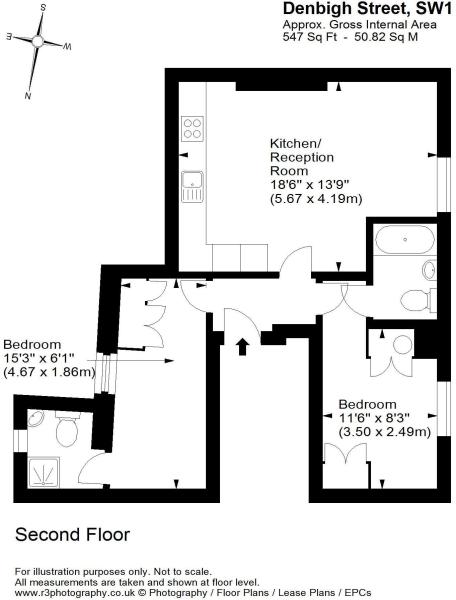 Denbigh Street, SW1
Approx. Gross Internal Area
547 Sq Ft - 50.82 Sq M
S
E
W
N
Kitchen/
Reception
Room
18'6" x 13'9"
(5.67 x 4.19m)
Bedroom
15'3" x 6'1"
(4.67 x 1.86m)
Bedroom
11'6" x 8'3"
(3.50 x 2.49m)
Second Floor
For illustration purposes only. Not to scale.
All measurements are taken and shown at floor level.
www.r3photography.co.uk © Photography / Floor Plans / Lease Plans / EPCs